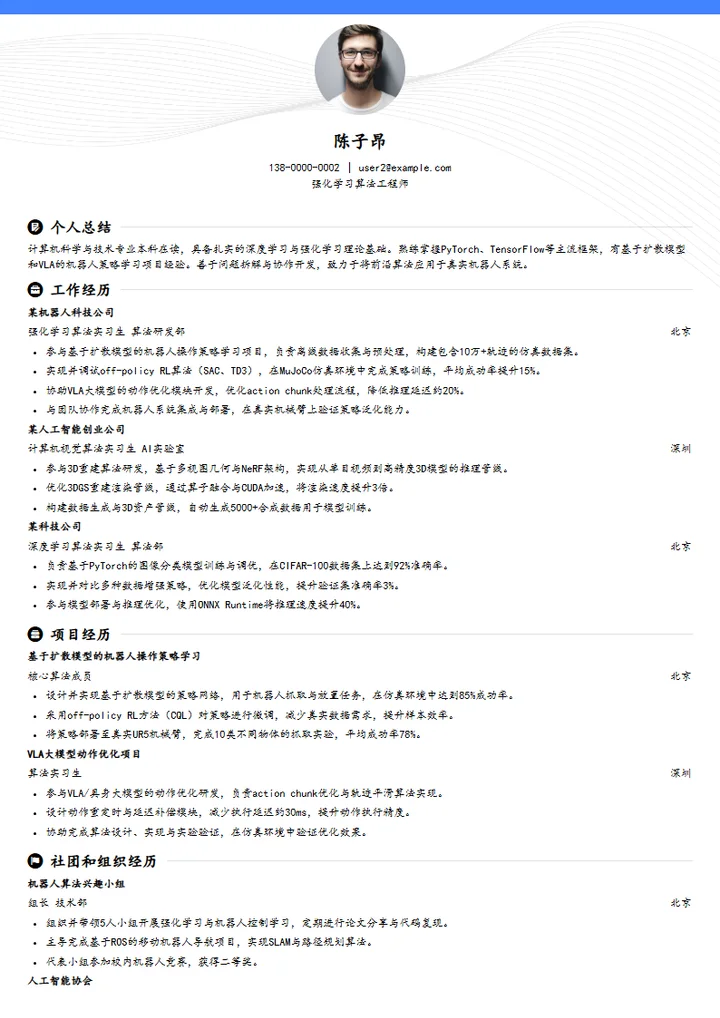 陈子昂
138-0000-0002 | user2@example.com
强化学习算法工程师
个人总结
计算机科学与技术专业本科在读，具备扎实的深度学习与强化学习理论基础。熟练掌握PyTorch、TensorFlow等主流框架，有基于扩散模型
和VLA的机器人策略学习项目经验。善于问题拆解与协作开发，致力于将前沿算法应用于真实机器人系统。
工作经历
某机器人科技公司
强化学习算法实习生 算法研发部 北京
• 参与基于扩散模型的机器人操作策略学习项目，负责离线数据收集与预处理，构建包含10万+轨迹的仿真数据集。
• 实现并调试off-policy RL算法（SAC、TD3），在MuJoCo仿真环境中完成策略训练，平均成功率提升15%。
• 协助VLA大模型的动作优化模块开发，优化action chunk处理流程，降低推理延迟约20%。
• 与团队协作完成机器人系统集成与部署，在真实机械臂上验证策略泛化能力。
某人工智能创业公司
计算机视觉算法实习生 AI实验室 深圳
• 参与3D重建算法研发，基于多视图几何与NeRF架构，实现从单目视频到高精度3D模型的推理管线。
• 优化3DGS重建渲染管线，通过算子融合与CUDA加速，将渲染速度提升3倍。
• 构建数据生成与3D资产管线，自动生成5000+合成数据用于模型训练。
某科技公司
深度学习算法实习生 算法部 北京
• 负责基于PyTorch的图像分类模型训练与调优，在CIFAR-100数据集上达到92%准确率。
• 实现并对比多种数据增强策略，优化模型泛化性能，提升验证集准确率3%。
• 参与模型部署与推理优化，使用ONNX Runtime将推理速度提升40%。
项目经历
基于扩散模型的机器人操作策略学习
核心算法成员 北京
• 设计并实现基于扩散模型的策略网络，用于机器人抓取与放置任务，在仿真环境中达到85%成功率。
• 采用off-policy RL方法（CQL）对策略进行微调，减少真实数据需求，提升样本效率。
• 将策略部署至真实UR5机械臂，完成10类不同物体的抓取实验，平均成功率78%。
VLA大模型动作优化项目
算法实习生 深圳
• 参与VLA/具身大模型的动作优化研发，负责action chunk优化与轨迹平滑算法实现。
• 设计动作重定时与延迟补偿模块，减少执行延迟约30ms，提升动作执行精度。
• 协助完成算法设计、实现与实验验证，在仿真环境中验证优化效果。
社团和组织经历
机器人算法兴趣小组
组长 技术部 北京
• 组织并带领5人小组开展强化学习与机器人控制学习，定期进行论文分享与代码复现。
• 主导完成基于ROS的移动机器人导航项目，实现SLAM与路径规划算法。
• 代表小组参加校内机器人竞赛，获得二等奖。
人工智能协会